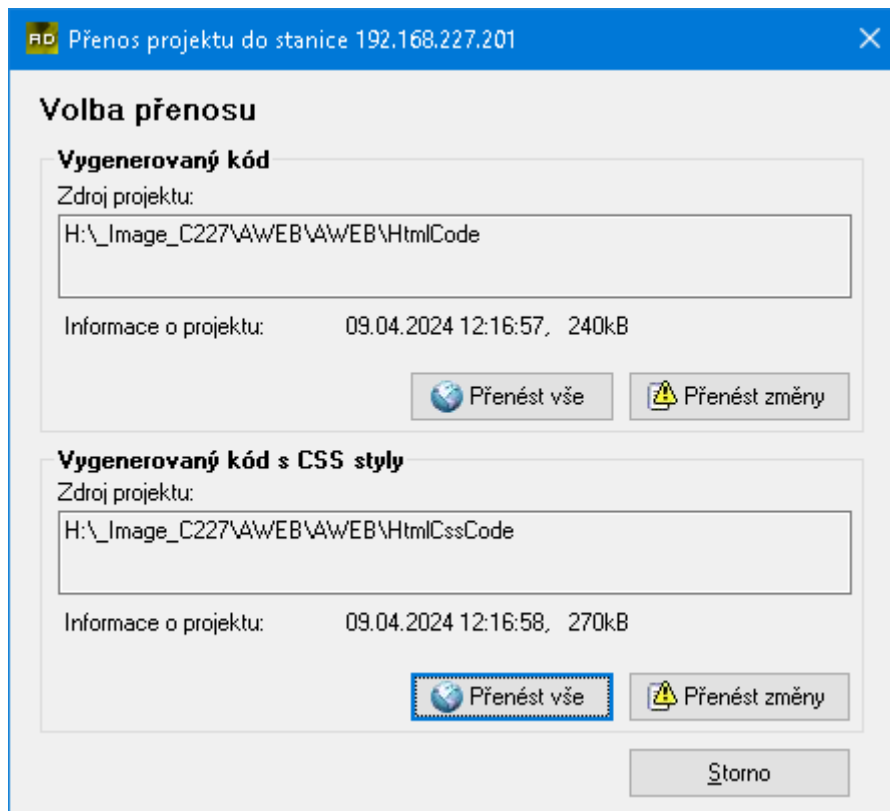 AD Přenos projektu do stanice 192.168.227.201
Volba přenosu
Vygenerovaný kód
Zdroj projektu:
H:\_Image_C227\AWEB\AWEB\HtmlCode
Informace o projektu: 09.04.2024 12:16:57, 240kB
Přenést vše Přenést změny
Vygenerovaný kód s CSS styly
Zdroj projektu:
H:\_Image_C227\AWEB\AWEB\HtmlCssCode
Informace o projektu: 09.04.2024 12:16:58, 270kB
Přenést vše Přenést změny
Storno